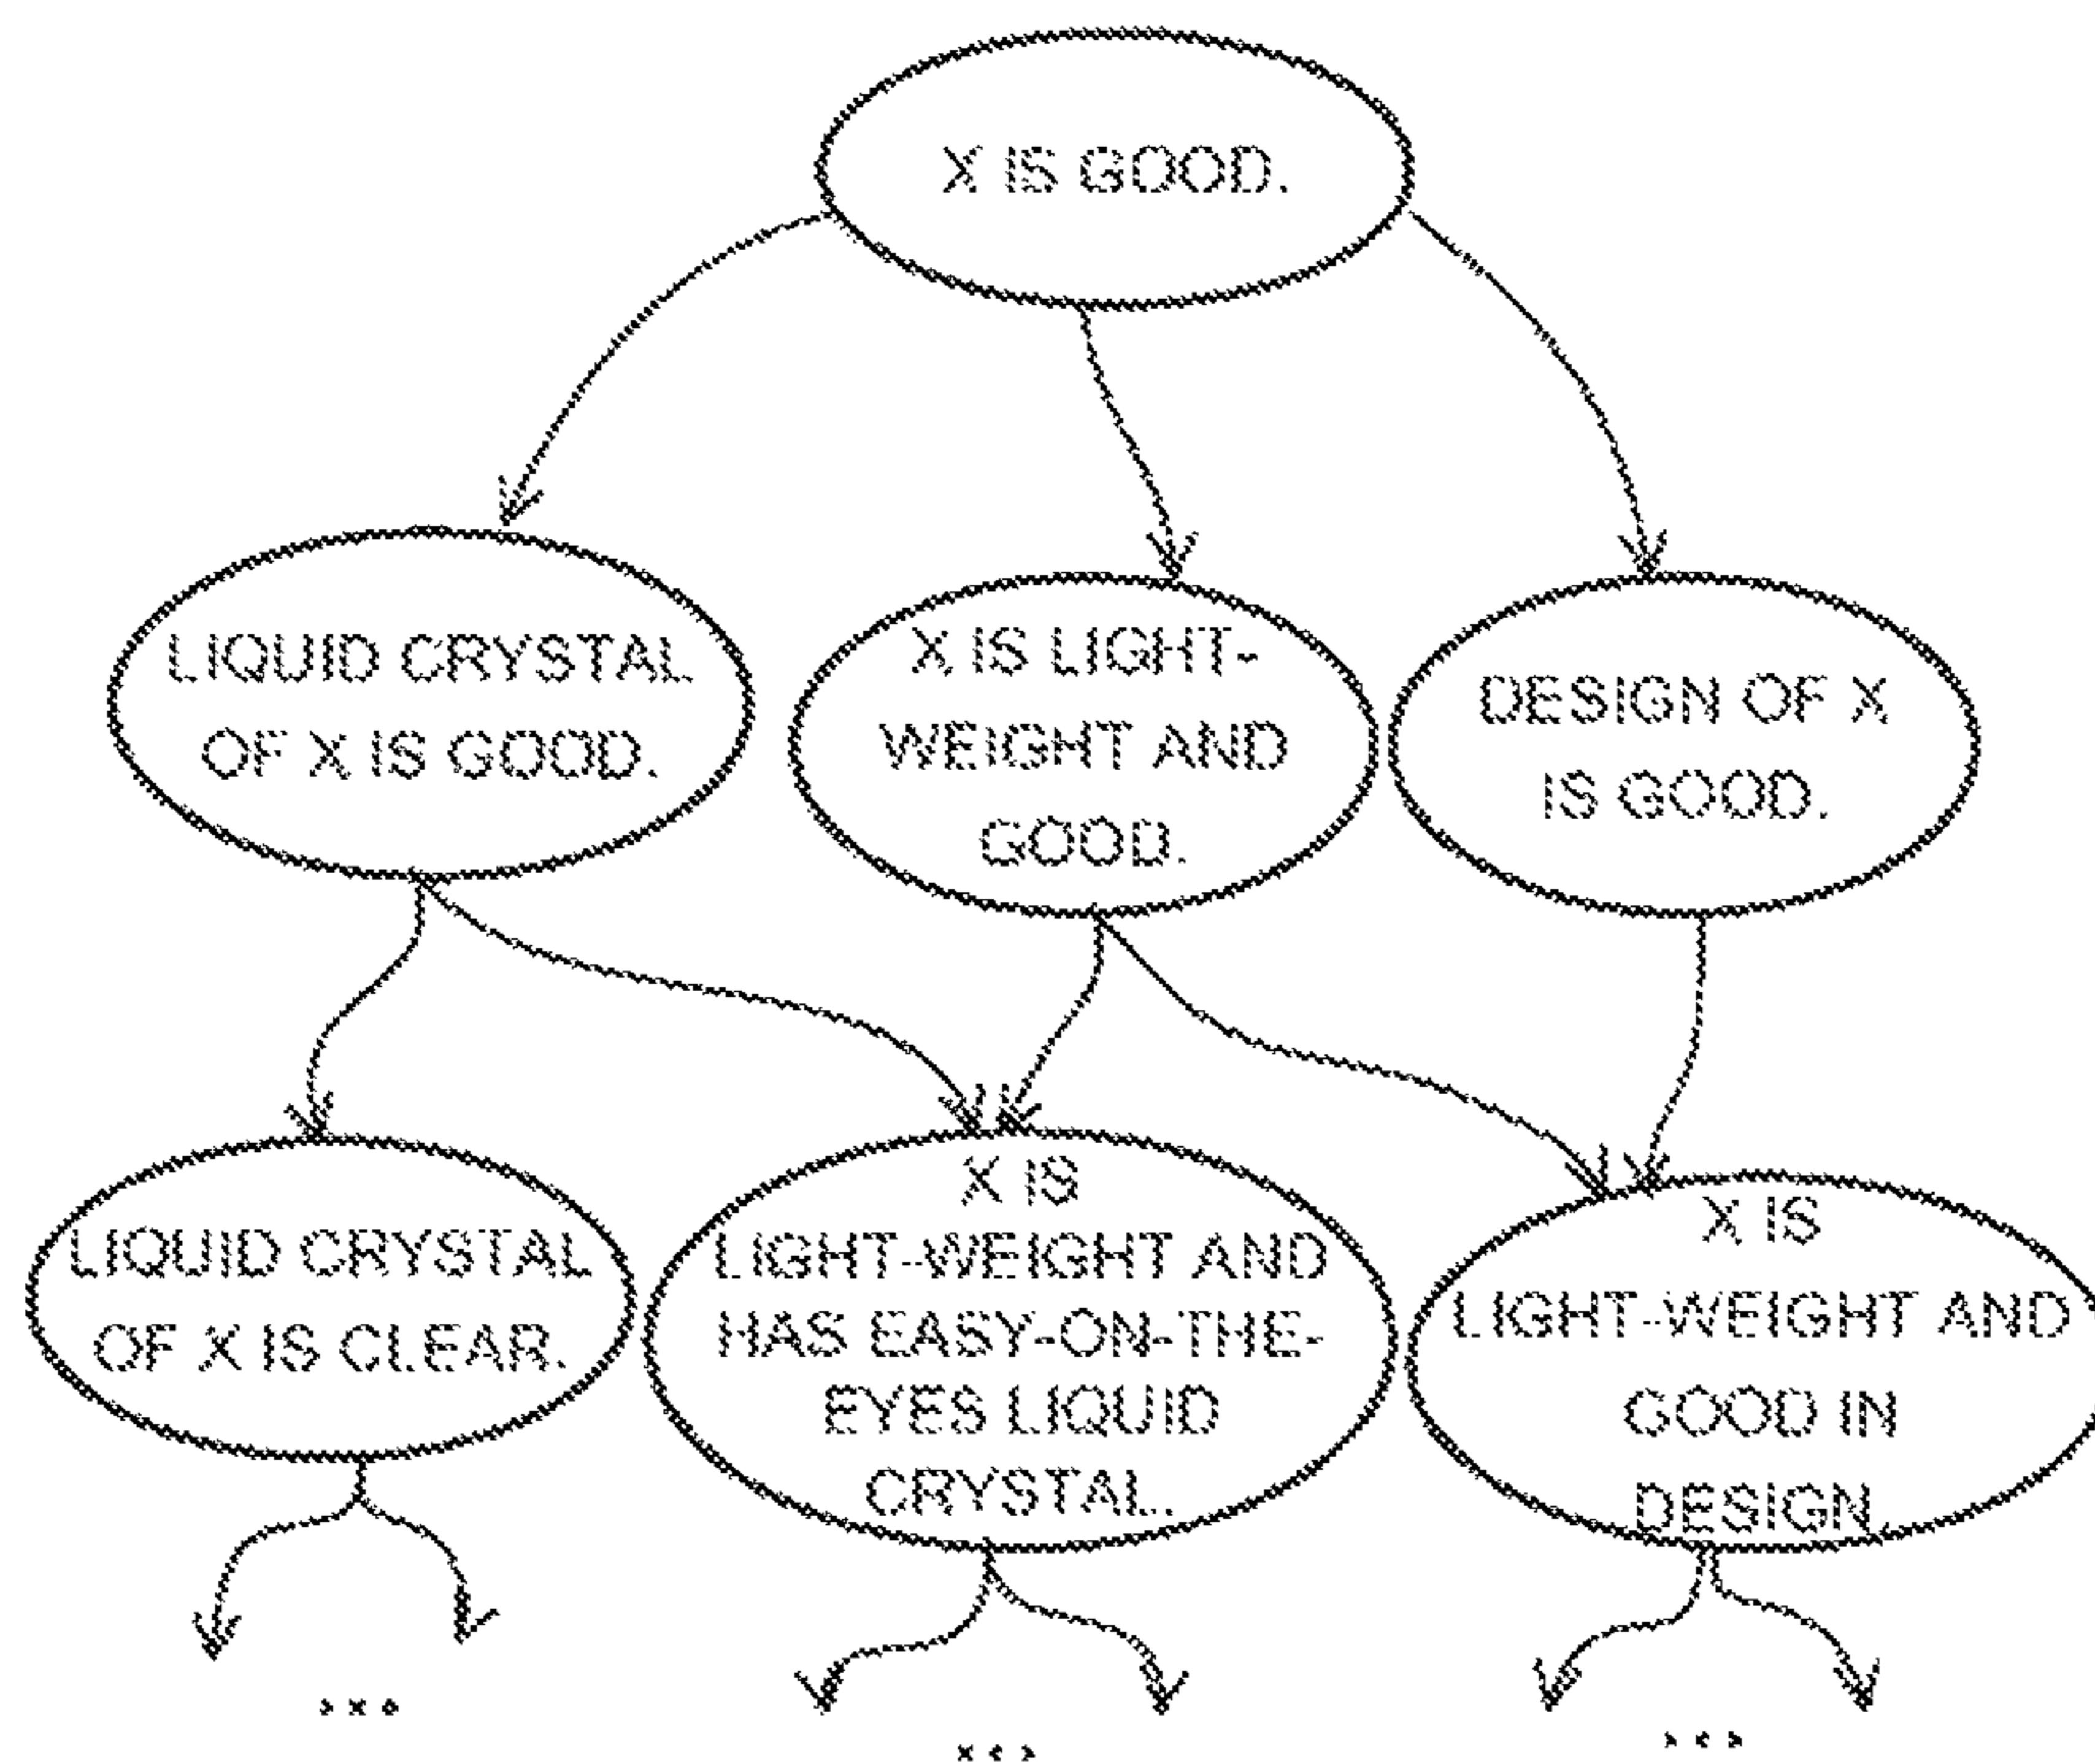 X IS GOOD.
LIQUID CRYSTAL
OF X IS GOOD.
X IS LIGHT-
WEIGHT AND
GOOD.
DESIGN OF X
IS GOOD.
LIQUID CRYSTAL
OF X IS CLEAR.
X IS
LIGHT-WEIGHT AND
HAS EASY-ON-THE-
EYES LIQUID
CRYSTAL.
X IS
LIGHT-WEIGHT AND
GOOD IN
DESIGN.
...
...
...